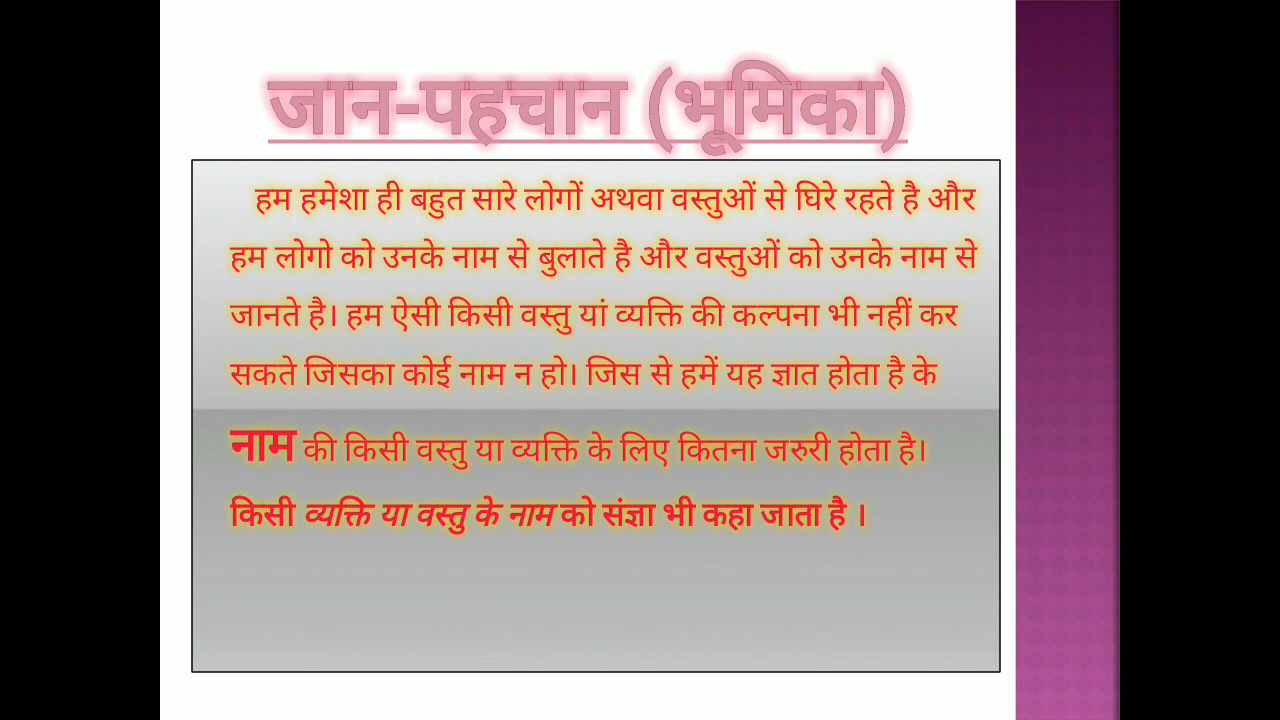 जान-पहचान (भूमिका)
हम हमेशा ही बहुत सारे लोगों अथवा वस्तुओं से घिरे रहते है और
हम लोगो को उनके नाम से बुलाते है और वस्तुओं को उनके नाम से
जानते है। हम ऐसी किसी वस्तु यां व्यक्ति की कल्पना भी नहीं कर
सकते जिसका कोई नाम न हो। जिस से हमें यह ज्ञात होता है के
नाम की किसी वस्तु या व्यक्ति के लिए कितना जरुरी होता है।
किसी व्यक्ति या वस्तु के नाम को संज्ञा भी कहा जाता है ।